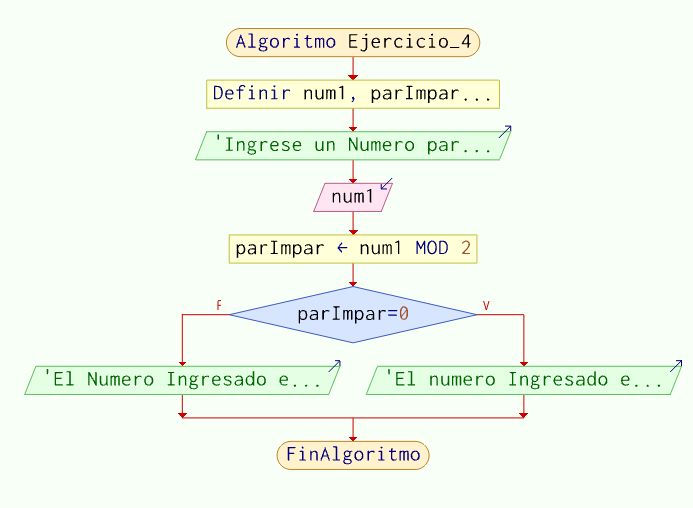 Algoritmo Ejercicio_4
Definir num1, parImpar...
'Ingrese un Numero par...
num1
parImpar ← num1 MOD 2
parImpar=0
F
V
'El Numero Ingresado e...
'El numero Ingresado e...
FinAlgoritmo